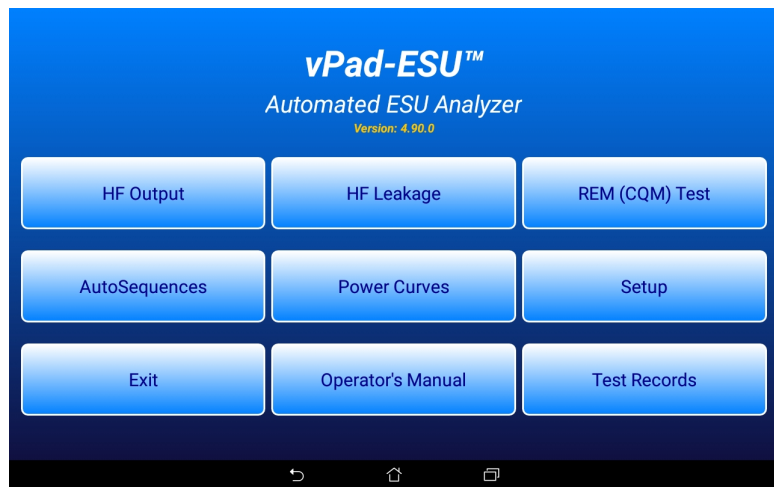 vPad-ESU™
Automated ESU Analyzer
Version: 4.90.0
HF Output
HF Leakage
REM (CQM) Test
AutoSequences
Power Curves
Setup
Exit
Operator's Manual
Test Records